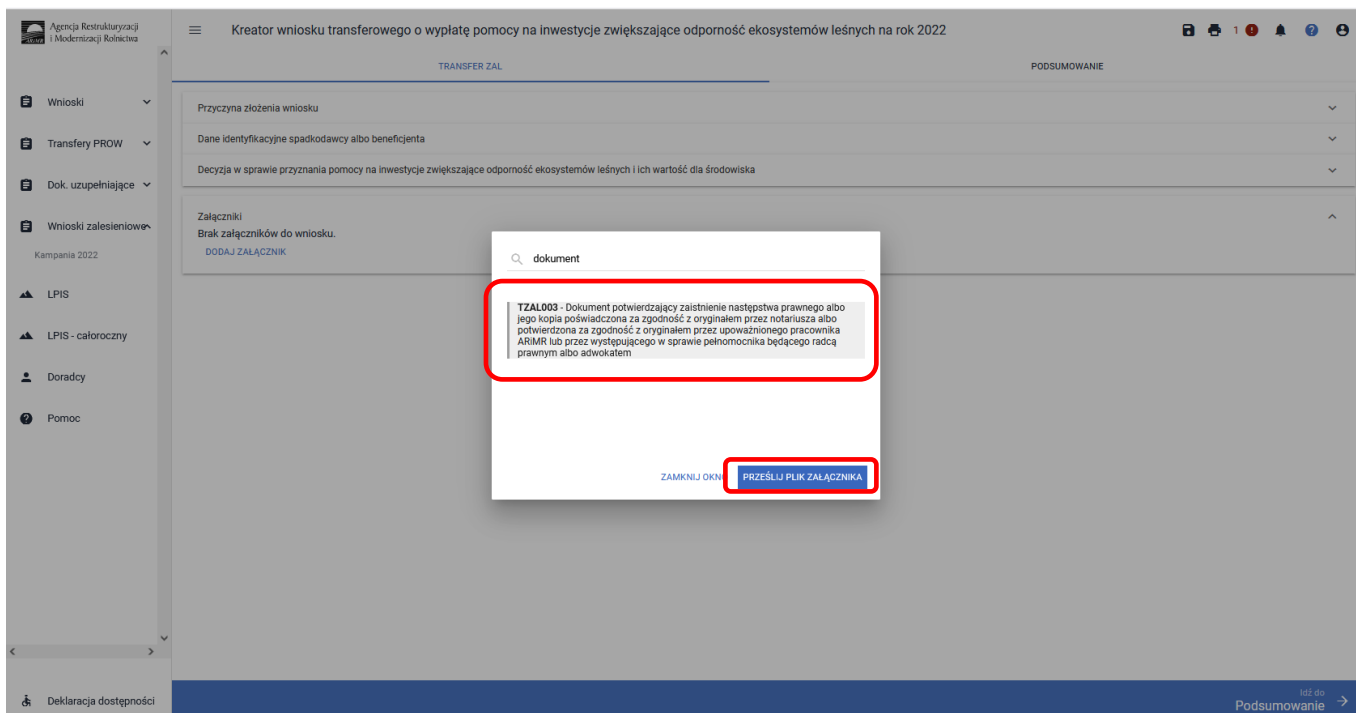 Agencja Restrukturyzacji
i Modernizacji Rolnictwa
ARiMR
Kreator wniosku transferowego o wypłatę pomocy na inwestycje zwiększające odporność ekosystemów leśnych na rok 2022
1
TRANSFER ZAL
PODSUMOWANIE
Wnioski
Transfery PROW
Dok. uzupełniające
Wnioski zalesieniowe
Kampania 2022
LPIS
LPIS - całoroczny
Doradcy
Pomoc
Deklaracja dostępności
Przyczyna złożenia wniosku
Dane identyfikacyjne spadkodawcy albo beneficjenta
Decyzja w sprawie przyznania pomocy na inwestycje zwiększające odporność ekosystemów leśnych i ich wartość dla środowiska
Załączniki
Brak załączników do wniosku.
DODAJ ZAŁĄCZNIK
dokument
TZAL003 - Dokument potwierdzający zaistnienie następstwa prawnego albo
jego kopia poświadczona za zgodność z oryginałem przez notariusza albo
potwierdzona za zgodność z oryginałem przez upoważnionego pracownika
ARiMR lub przez występującego w sprawie pełnomocnika będącego radcą
prawnym albo adwokatem
ZAMKNIJ OKNO
PRZEŚLIJ PLIK ZAŁĄCZNIKA
Idź do
Podsumowanie